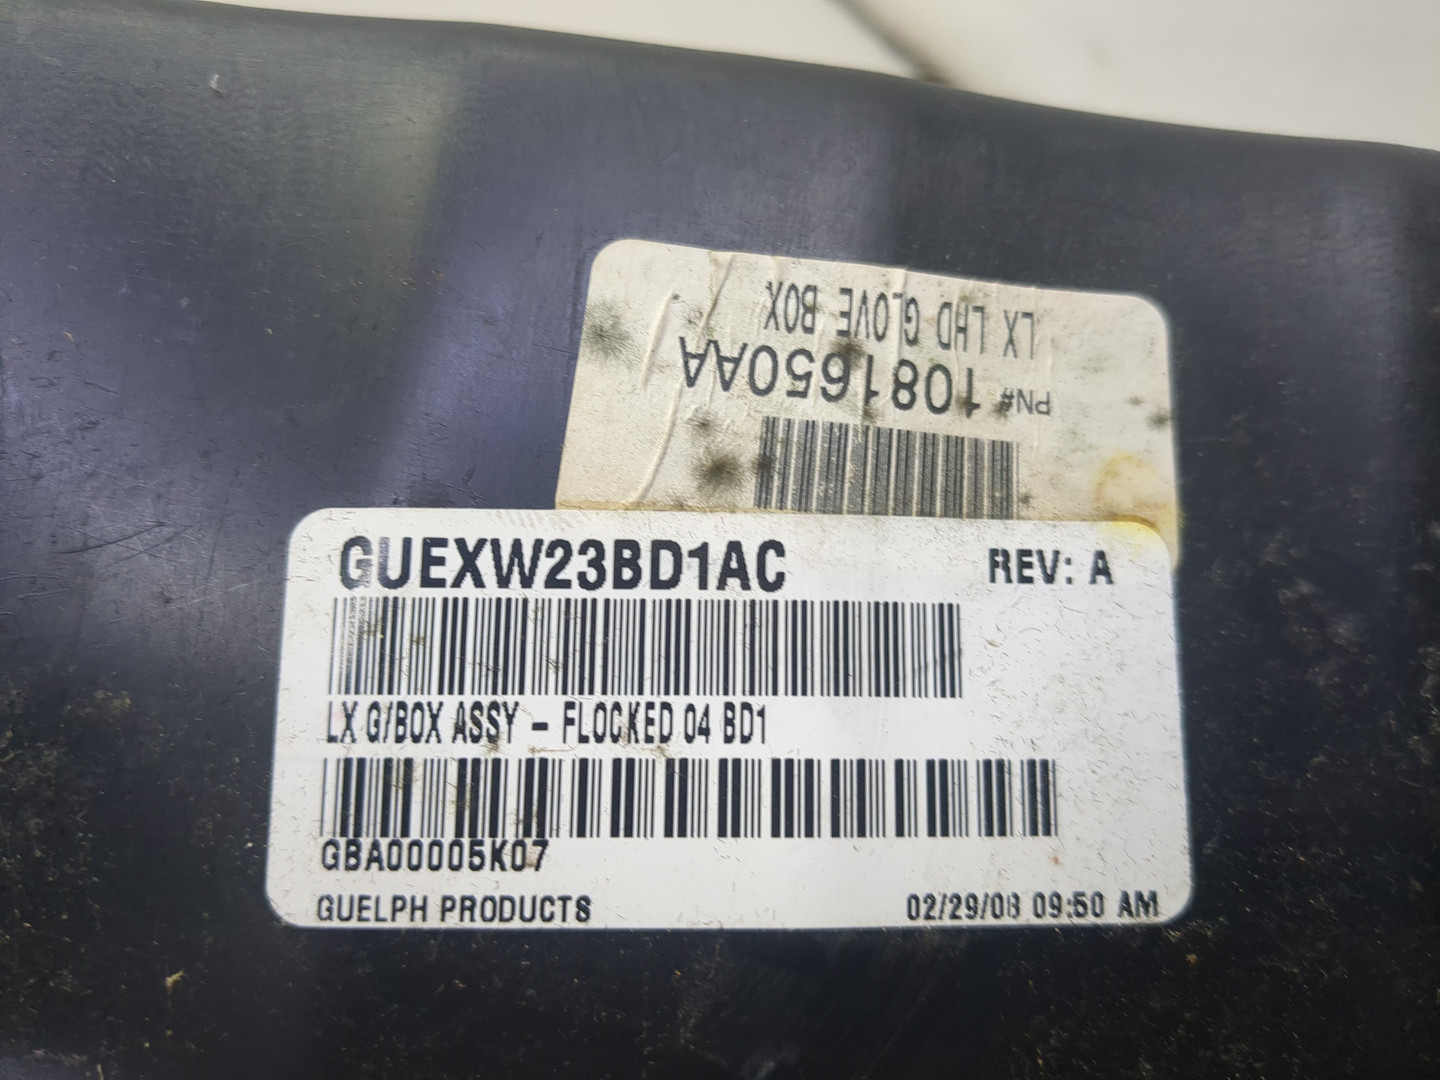 LX LHD GLOVE BOX
PN# 1081650AA
GUEXW23BD1AC REV: A
LX G/BOX ASSY - FLOCKED 04 BD1
GBA00005K07
GUELPH PRODUCTS 02/29/08 09:50 AM